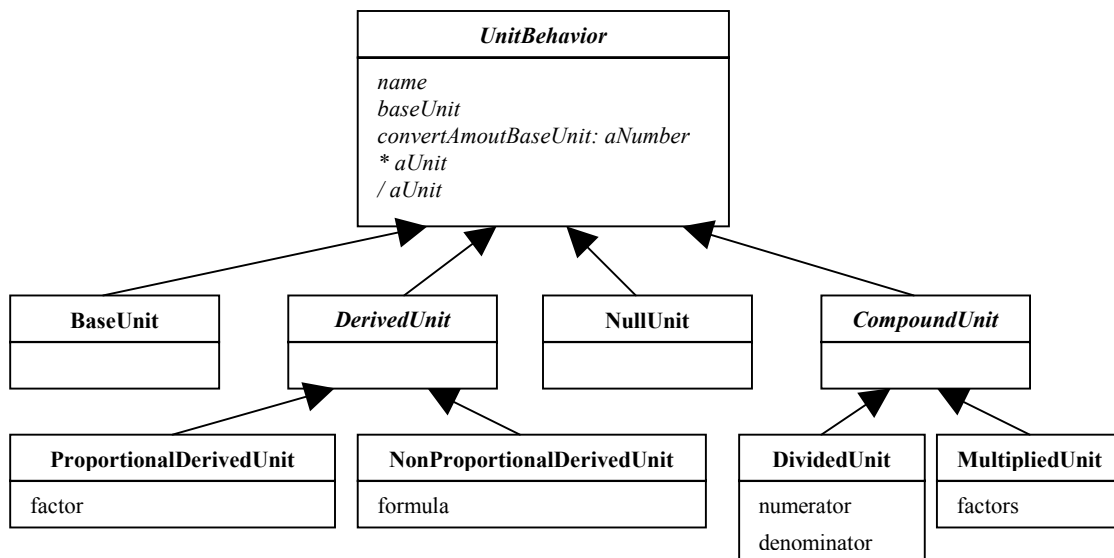 UnitBehavior
name
baseUnit
convertAmoutBaseUnit: aNumber
* aUnit
/ aUnit
BaseUnit
DerivedUnit
NullUnit
CompoundUnit
ProportionalDerivedUnit
factor
NonProportionalDerivedUnit
formula
DividedUnit
numerator
denominator
MultipliedUnit
factors